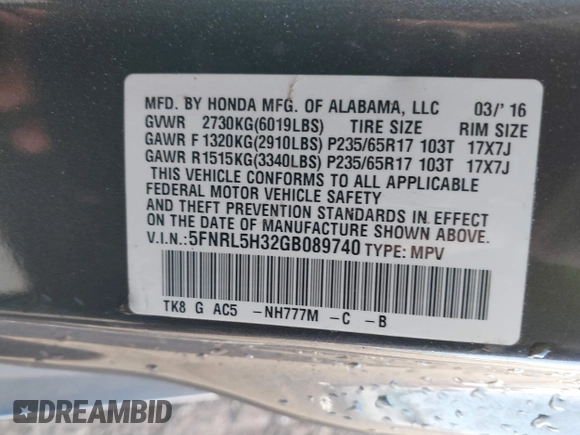 MFD. BY HONDA MFG. OF ALABAMA, LLC 03/'16
GVWR 2730KG(6019LBS) TIRE SIZE RIM SIZE
GAWR F 1320KG(2910LBS) P235/65R17 103T 17X7J
GAWR R 1515KG(3340LBS) P235/65R17 103T 17X7J
THIS VEHICLE CONFORMS TO ALL APPLICABLE
FEDERAL MOTOR VEHICLE SAFETY
AND THEFT PREVENTION STANDARDS IN EFFECT
ON THE DATE OF MANUFACTURE SHOWN ABOVE.
V.I.N.:5FNRL5H32GB089740 TYPE: MPV
TK8 G AC5 -NH777M -C -B
DREAMBID